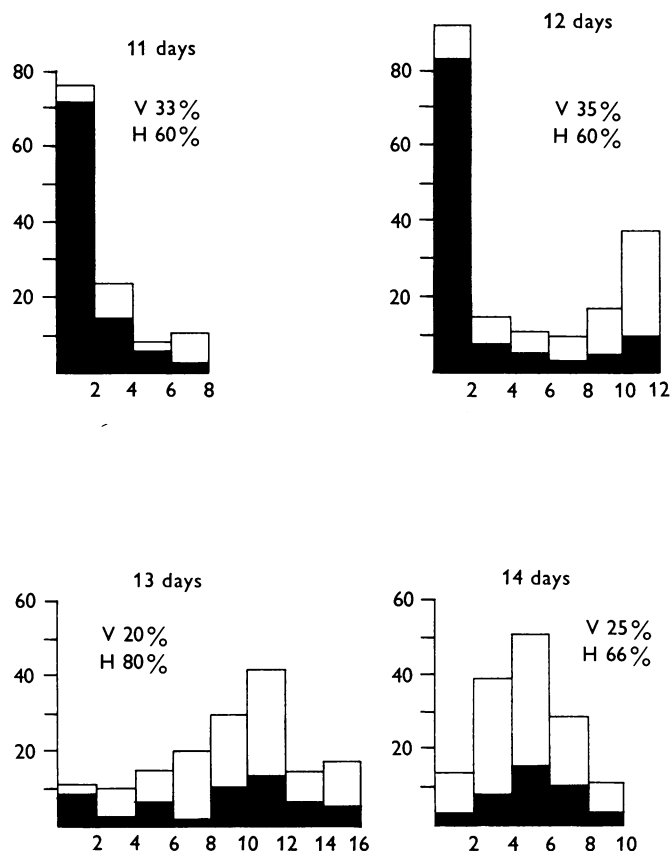 11 days
80
60
40
20
V 33%
H 60%
2 4 6 8
12 days
80
60
40
20
V 35%
H 60%
2 4 6 8 10 12
13 days
60
40
20
V 20%
H 80%
2 4 6 8 10 12 14 16
14 days
60
40
20
V 25%
H 66%
2 4 6 8 10